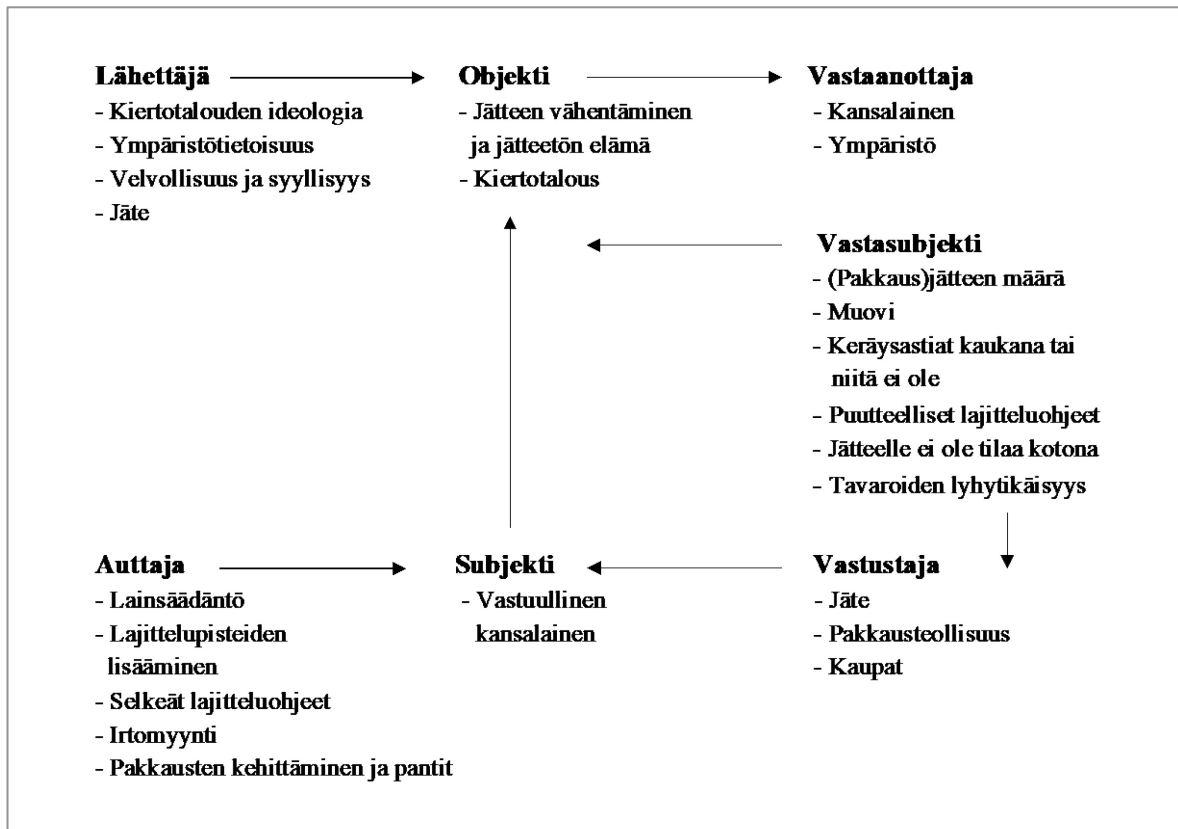 Lähettäjä
- Kiertotalouden ideologia
- Ympäristötietoisuus
- Velvollisuus ja syyllisyys
- Jäte
Objekti
- Jätteen vähentäminen
ja jätteetön elämä
- Kiertotalous
Vastaanottaja
- Kansalainen
- Ympäristö
Vastasubjekti
- (Pakkaus)jätteen määrä
- Muovi
- Keräysastiat kaukana tai
niitä ei ole
- Puutteelliset lajitteluohjeet
- Jätteelle ei ole tilaa kotona
- Tavaroiden lyhytikäisyys
Auttaja
- Lainsäädäntö
- Lajittelupisteiden
lisääminen
- Selkeät lajitteluohjeet
- Irtomyynti
- Pakkausten kehittäminen ja pantit
Subjekti
- Vastuullinen
kansalainen
Vastustaja
- Jäte
- Pakkausteollisuus
- Kaupat